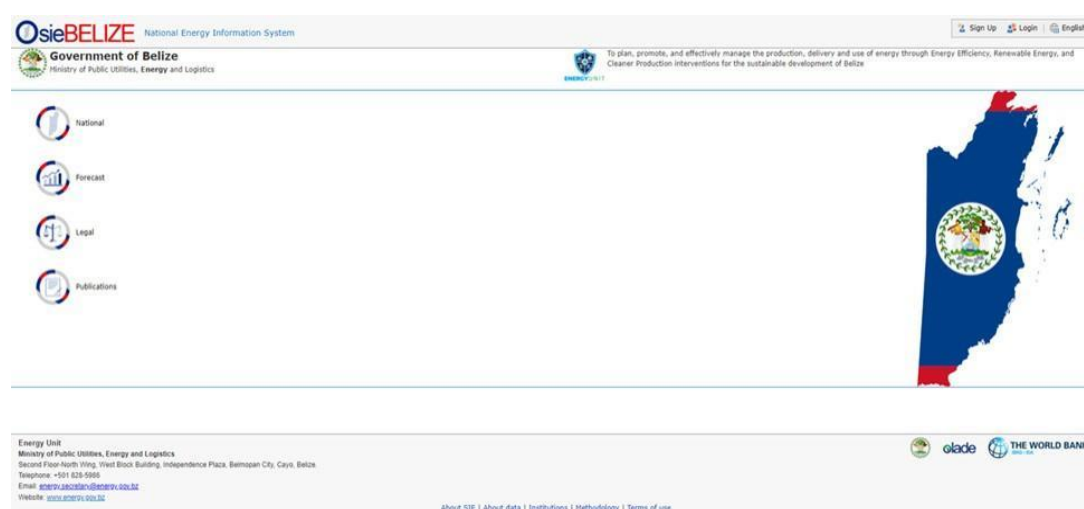 OsieBELIZE National Energy Information System
Sign Up Login English
Government of Belize
Ministry of Public Utilities, Energy and Logistics
ENERGY UNIT
To plan, promote, and effectively manage the production, delivery and use of energy through Energy Efficiency, Renewable Energy, and
Cleaner Production interventions for the sustainable development of Belize
National
Forecast
Legal
Publications
Energy Unit
Ministry of Public Utilities, Energy and Logistics
Second Floor-North Wing, West Block Building, Independence Plaza, Belmopan City, Cayo, Belize.
Telephone: +501 828-5986
Email: energy.secretary@energy.gov.bz
Website: www.energy.gov.bz
olade
THE WORLD BAN
About SIE | About data | Institutions | Methodology | Terms of use